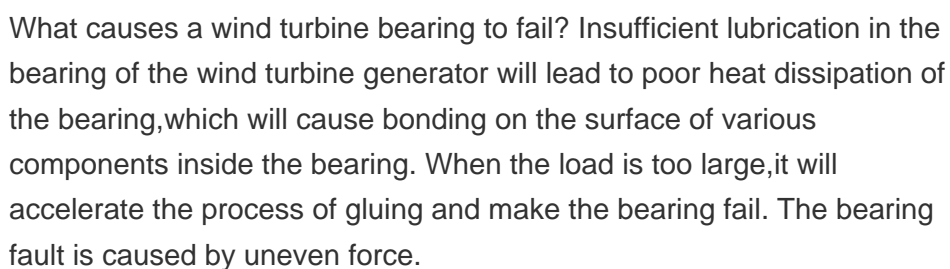 What causes a wind turbine bearing to fail? Insufficient lubrication in the
bearing of the wind turbine generator will lead to poor heat dissipation of
the bearing,which will cause bonding on the surface of various
components inside the bearing. When the load is too large,it will
accelerate the process of gluing and make the bearing fail. The bearing
fault is caused by uneven force.